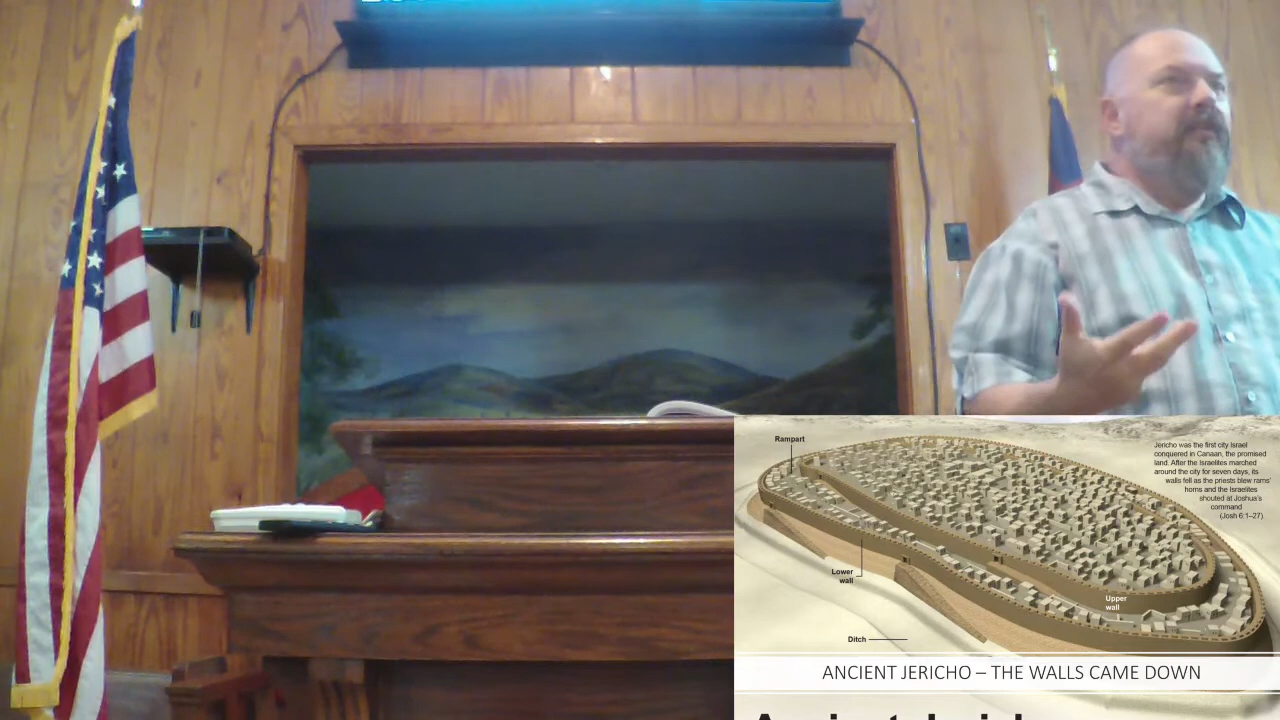 Rampart
Jericho was the first city Israel
conquered in Canaan, the promised
land. After the Israelites marched
around the city for seven days, its
walls fell as the priests blew rams'
horns and the Israelites
shouted at Joshua's
command
(Josh 6:1–27).
Lower
wall
Upper
wall
Ditch
ANCIENT JERICHO – THE WALLS CAME DOWN